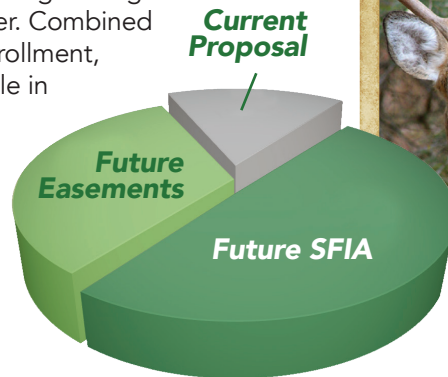 er. Combined
rollment,
le in
Current
Proposal
Future
Easements
Future SFIA